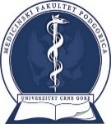 MEDICINSKI FAKULTET PODGORICA
UNIVERZITET CRNE GORE